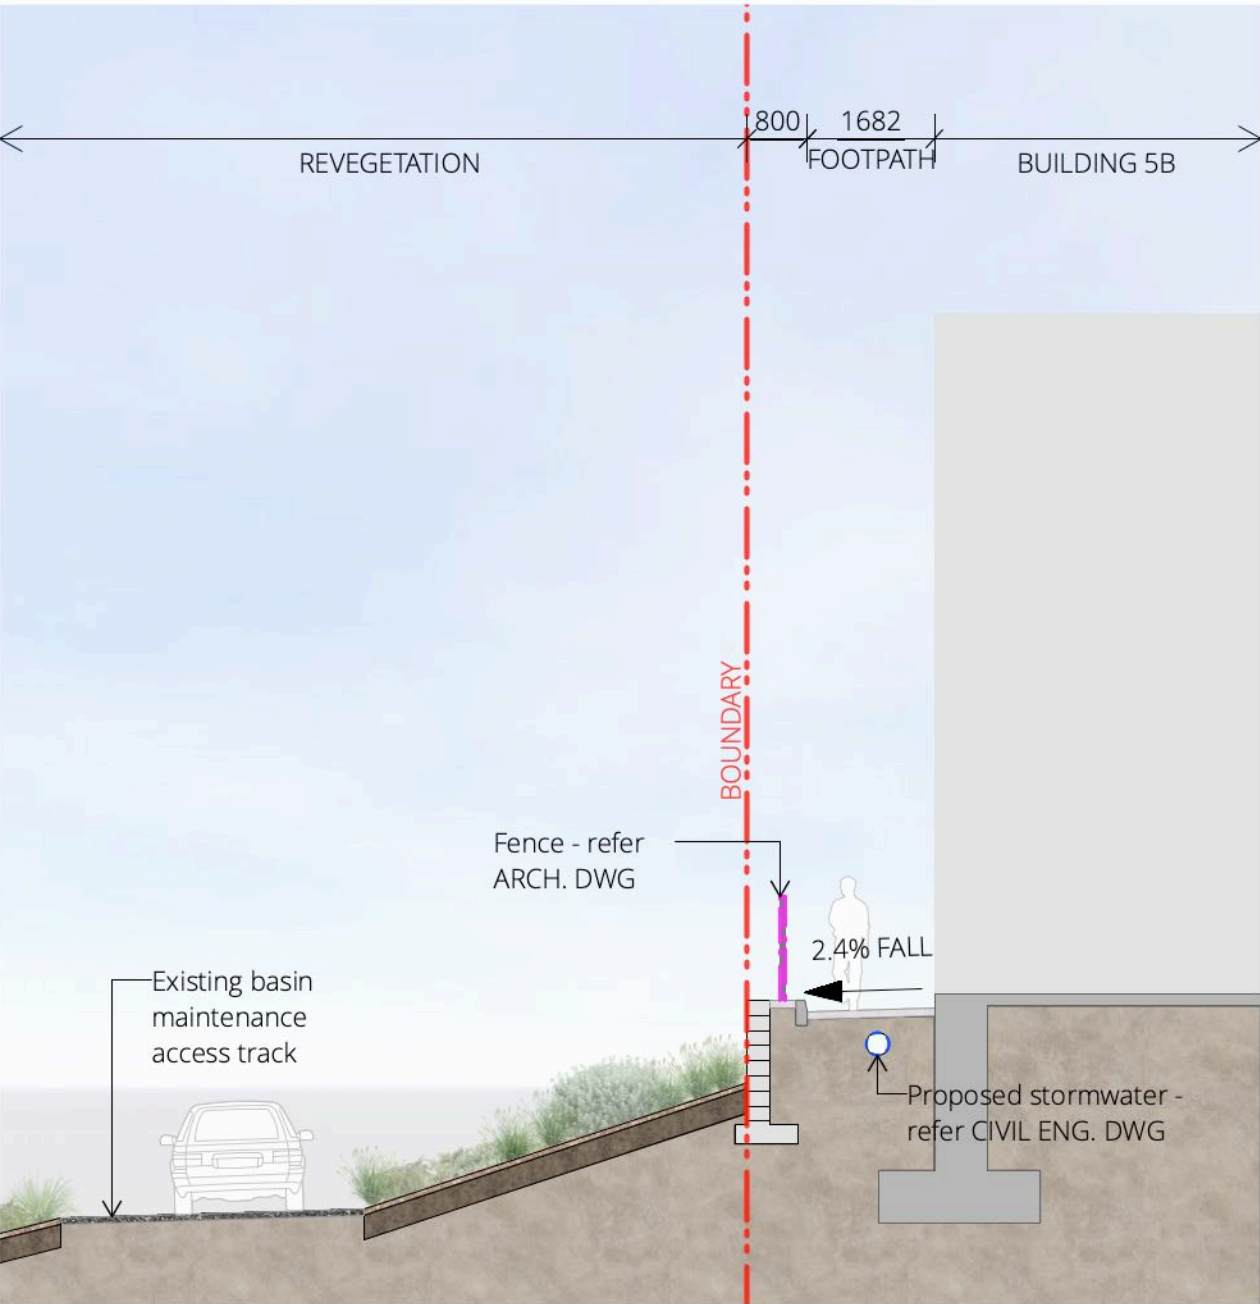 800
1682
REVEGETATION
FOOTPATH
BUILDING 5B
BOUNDARY
Fence - refer
ARCH. DWG
2.4% FALL
Existing basin
maintenance
access track
Proposed stormwater -
refer CIVIL ENG. DWG